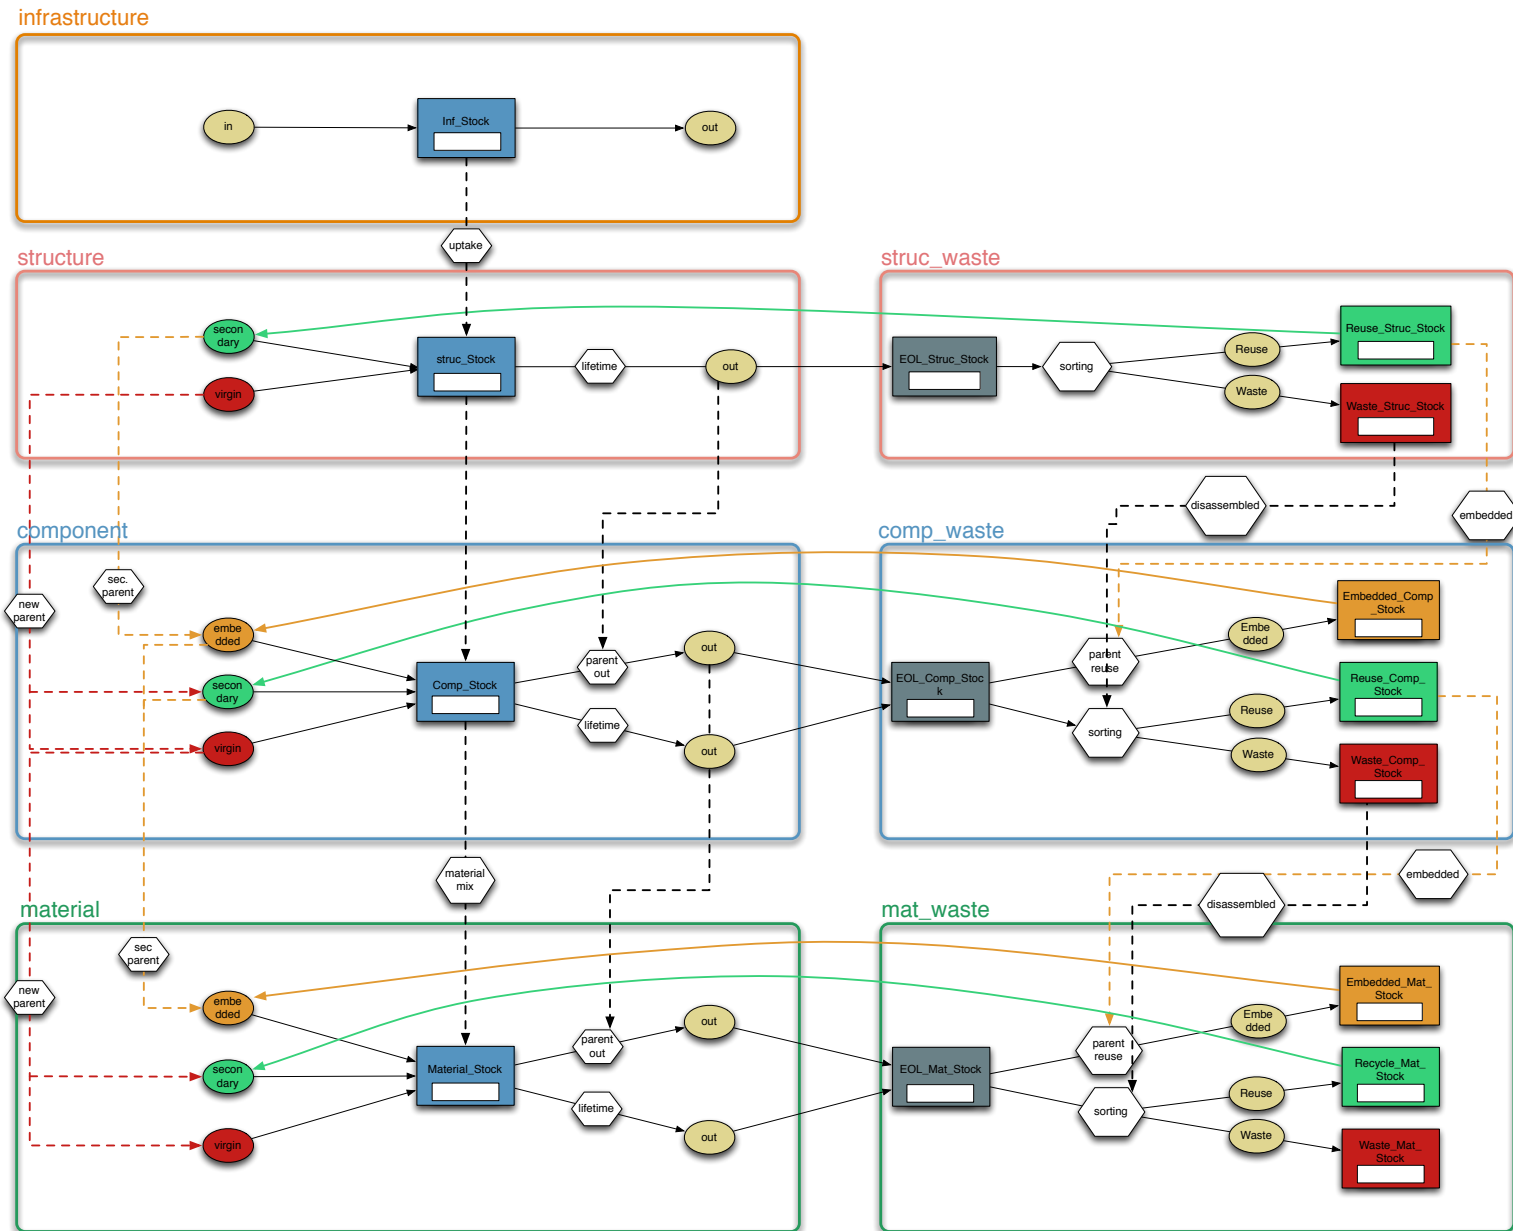 infrastructure
in
Inf_Stock
out
uptake
structure
struc_waste
secon
dary
virgin
struc_Stock
lifetime
out
EOL_Struc_Stock
sorting
Reuse
Waste
Reuse_Struc_Stock
Waste_Struc_Stock
disassembled
embedded
component
comp_waste
new
parent
sec.
parent
embe
dded
secon
dary
virgin
Comp_Stock
parent
out
lifetime
out
out
EOL_Comp_Stoc
k
parent
reuse
sorting
Embe
dded
Reuse
Waste
Embedded_Comp
_Stock
Reuse_Comp_
Stock
Waste_Comp_
Stock
material
mix
disassembled
embedded
material
mat_waste
new
parent
sec
parent
embe
dded
secon
dary
virgin
Material_Stock
parent
out
lifetime
out
out
EOL_Mat_Stock
parent
reuse
sorting
Embe
dded
Reuse
Waste
Embedded_Mat_
Stock
Recycle_Mat_
Stock
Waste_Mat_
Stock